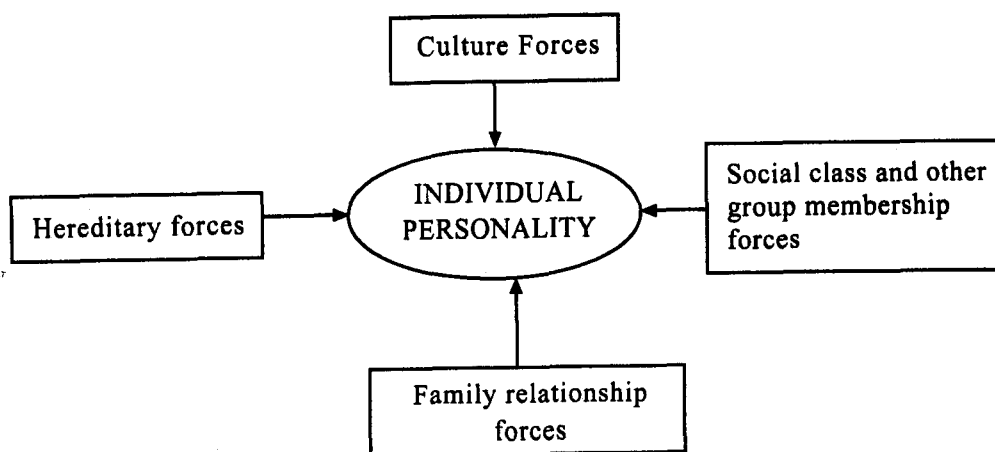 Culture Forces
INDIVIDUAL
PERSONALITY
Social class and other
group membership
forces
Hereditary forces
Family relationship
forces